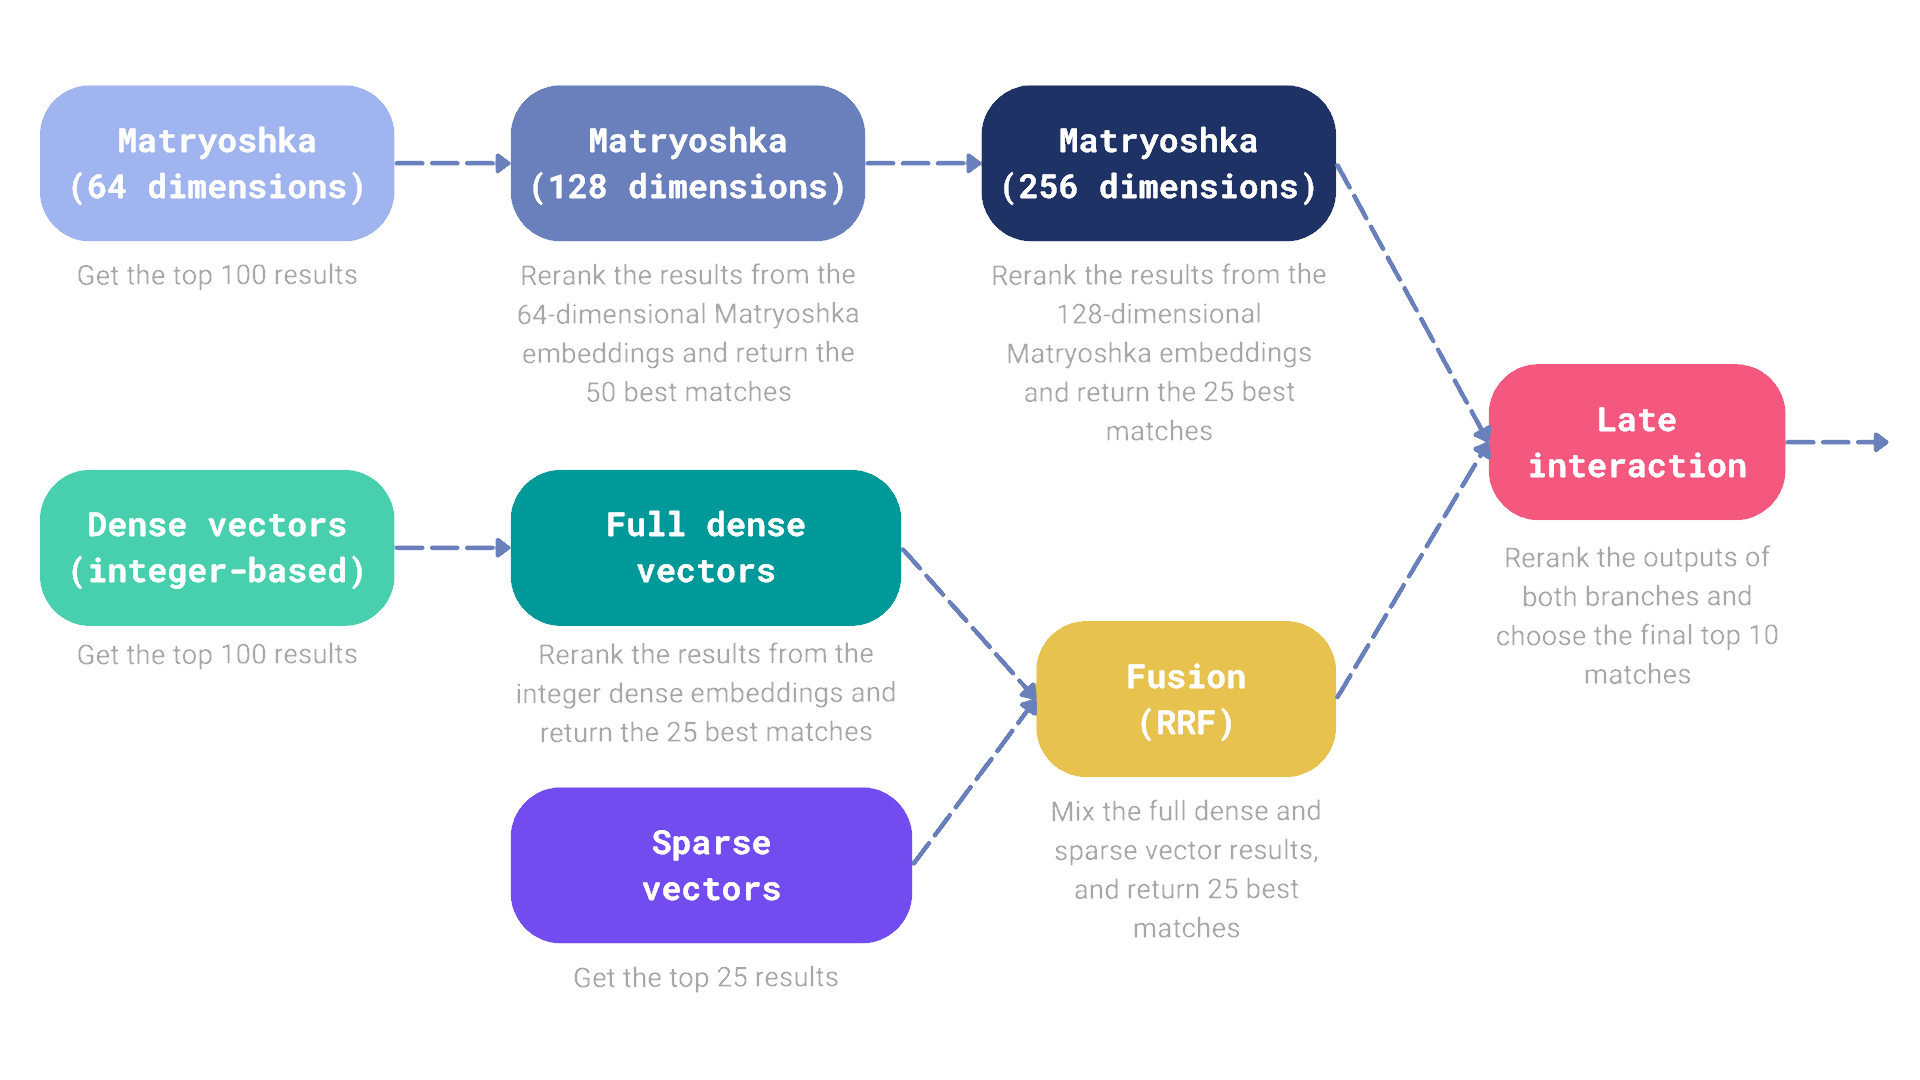 Matryoshka
(64 dimensions)
Get the top 100 results
Matryoshka
(128 dimensions)
Rerank the results from the
64-dimensional Matryoshka
embeddings and return the
50 best matches
Matryoshka
(256 dimensions)
Rerank the results from the
128-dimensional
Matryoshka embeddings
and return the 25 best
matches
Dense vectors
(integer-based)
Get the top 100 results
Full dense
vectors
Rerank the results from the
integer dense embeddings and
return the 25 best matches
Sparse
vectors
Get the top 25 results
Fusion
(RRF)
Mix the full dense and
sparse vector results,
and return 25 best
matches
Late
interaction
Rerank the outputs of
both branches and
choose the final top 10
matches